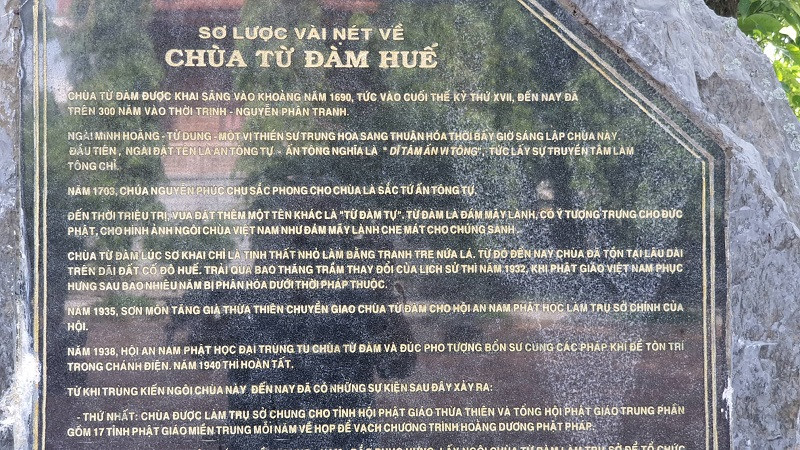 SƠ LƯỢC VÀI NÉT VỀ
CHÙA TỪ ĐÀM HUẾ
CHÙA TỪ ĐÀM ĐƯỢC KHAI SÁNG VÀO KHOẢNG NĂM 1690, TỨC VÀO CUỐI THẾ KỶ THỨ XVII, ĐẾN NAY ĐÃ
TRÊN 300 NĂM VÀO THỜI TRỊNH - NGUYỄN PHÂN TRANH.
NGÀI MINH HOẰNG - TỬ DUNG - MỘT VỊ THIỀN SƯ TRUNG HOA SANG THUẬN HÓA THỜI BẤY GIỜ SÁNG LẬP CHÙA NÀY.
ĐẦU TIÊN, NGÀI ĐẶT TÊN LÀ ẤN TÔNG TỰ - ẤN TÔNG NGHĨA LÀ " DĨ TÂM ẤN VI TÔNG", TỨC LẤY SỰ TRUYỀN TÂM LÀM
TÔNG CHỈ.
NĂM 1703, CHÚA NGUYỄN PHÚC CHU SẮC PHONG CHO CHÙA LÀ SẮC TỨ ẤN TÔNG TỰ.
ĐẾN THỜI THIỆU TRỊ, VUA ĐẶT THÊM MỘT TÊN KHÁC LÀ "TỪ ĐÀM TỰ". TỪ ĐÀM LÀ ĐÁM MÂY LÀNH, CÓ Ý TƯỢNG TRƯNG CHO ĐỨC
PHẬT, CHO HÌNH ẢNH NGÔI CHÙA VIỆT NAM NHƯ ĐÁM MÂY LÀNH CHE MÁT CHO CHÚNG SANH.
CHÙA TỪ ĐÀM LÚC SƠ KHAI CHỈ LÀ TỊNH THẤT NHỎ LÀM BẰNG TRANH TRE NỨA LÁ. TỪ ĐÓ ĐẾN NAY CHÙA ĐÃ TỒN TẠI LÂU DÀI
TRÊN DÃI ĐẤT CỐ ĐÔ HUẾ. TRẢI QUA BAO THĂNG TRẦM THAY ĐỔI CỦA LỊCH SỬ THÌ NĂM 1932, KHI PHẬT GIÁO VIỆT NAM PHỤC
HƯNG SAU BAO NHIÊU NĂM BỊ PHÂN HÓA DƯỚI THỜI PHÁP THUỘC.
NĂM 1935, SƠN MÔN TĂNG GIÀ THỪA THIÊN CHUYỂN GIAO CHÙA TỪ ĐÀM CHO HỘI AN NAM PHẬT HỌC LÀM TRỤ SỞ CHÍNH CỦA
HỘI.
NĂM 1938, HỘI AN NAM PHẬT HỌC ĐẠI TRÙNG TU CHÙA TỪ ĐÀM VÀ ĐÚC PHO TƯỢNG BỔN SƯ CÙNG CÁC PHÁP KHÍ ĐỂ TÔN TRÍ
TRONG CHÁNH ĐIỆN. NĂM 1940 THÌ HOÀN TẤT.
TỪ KHI TRÙNG KIẾN NGÔI CHÙA NÀY ĐẾN NAY ĐÃ CÓ NHỮNG SỰ KIỆN SAU ĐÂY XẢY RA:
- THỨ NHẤT: CHÙA ĐƯỢC LÀM TRỤ SỞ CHUNG CHO TỈNH HỘI PHẬT GIÁO THỪA THIÊN VÀ TỔNG HỘI PHẬT GIÁO TRUNG PHẦN
GỒM 17 TỈNH PHẬT GIÁO MIỀN TRUNG MỖI NĂM VỀ HỌP ĐỂ VẠCH CHƯƠNG TRÌNH HOẰNG DƯƠNG PHẬT PHÁP.